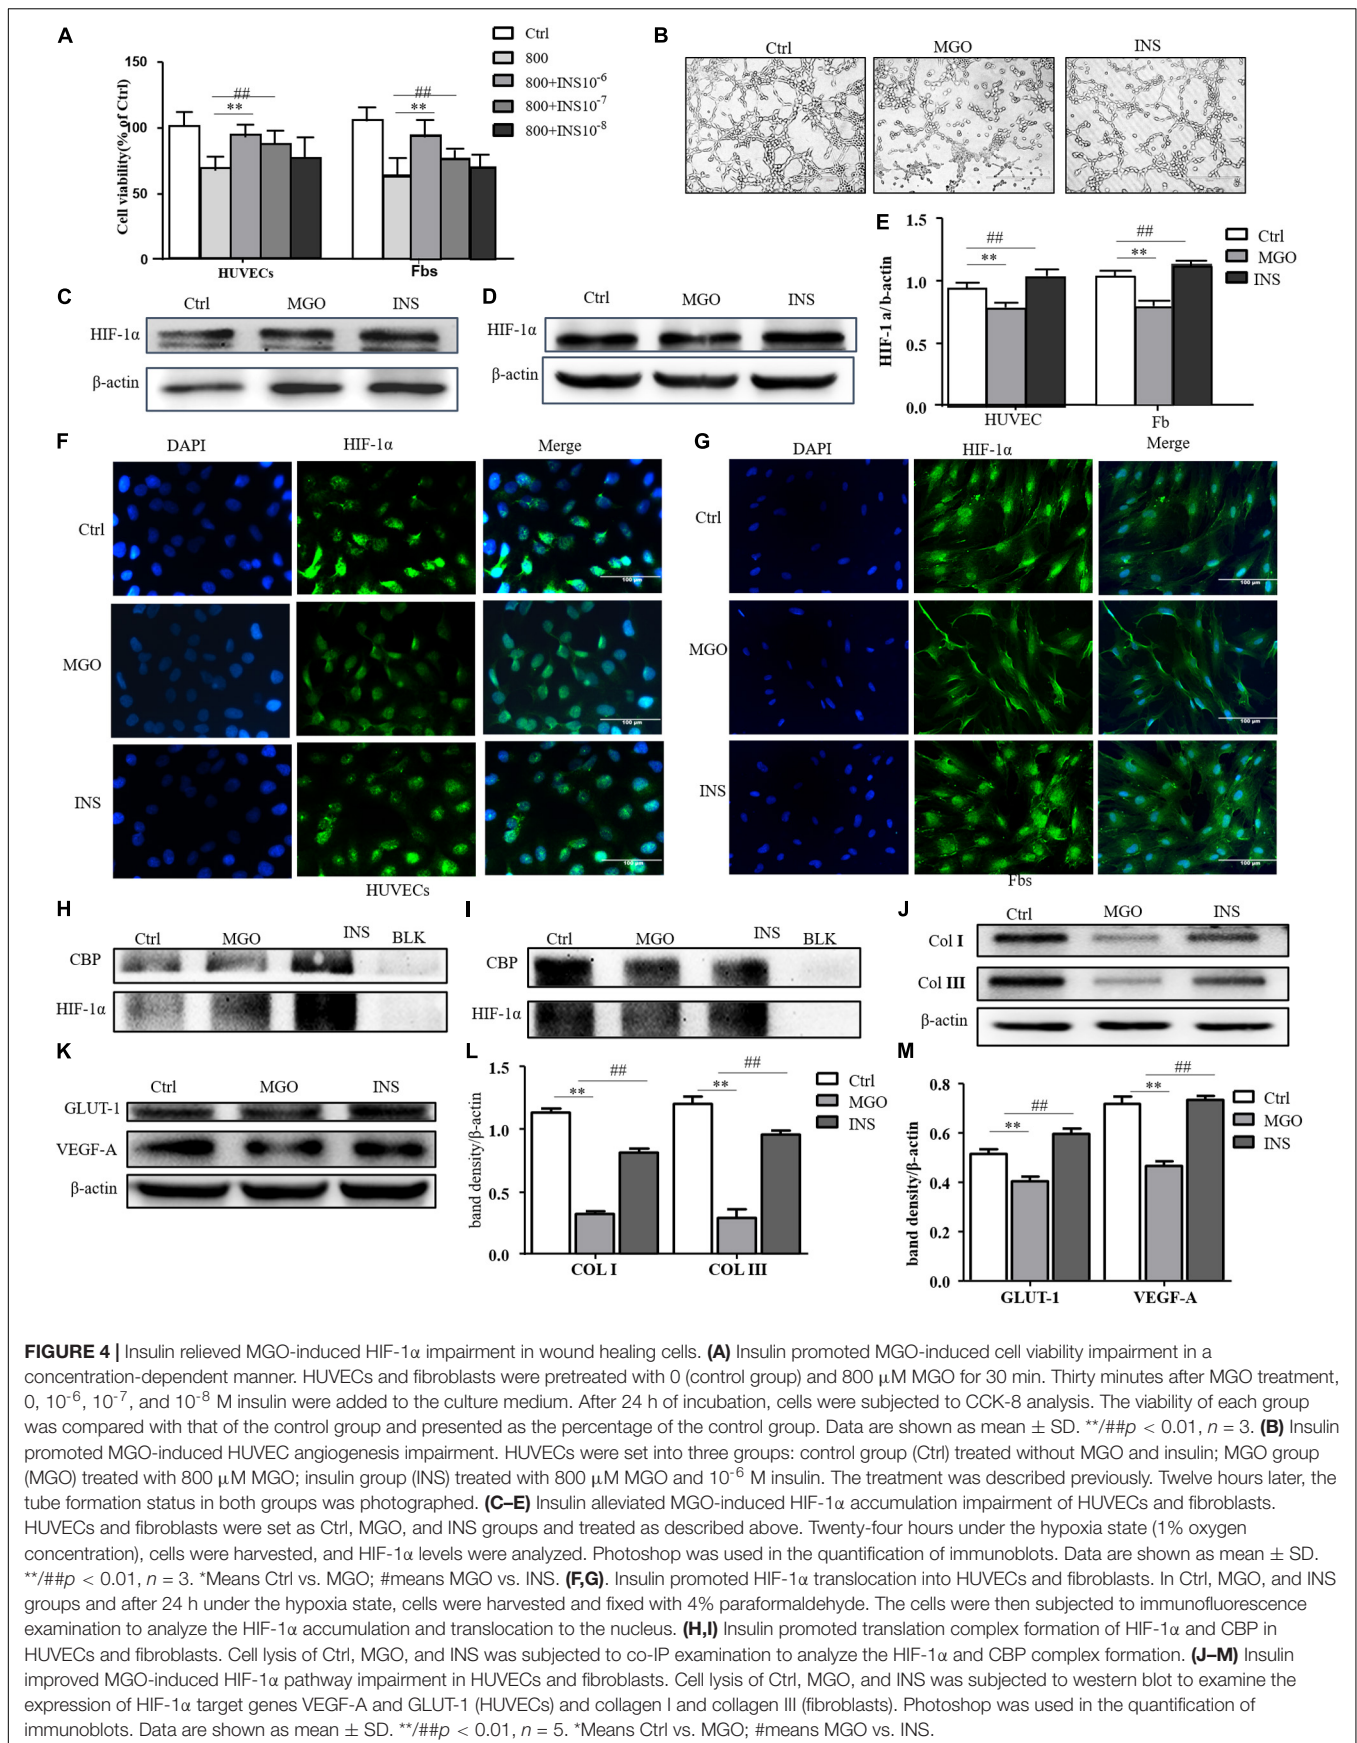 A
Ctrl
800
800+INS10-6
800+INS10-7
800+INS10-8
150
100
50
0
Cell viability(% of Ctrl)
##
**
##
**
HUVECs
Fbs
B
Ctrl
MGO
INS
C
Ctrl
MGO
INS
HIF-1α
β-actin
D
Ctrl
MGO
INS
HIF-1α
β-actin
E
1.5
1.0
0.5
0.0
HIF-1 a/b-actin
##
**
##
**
Ctrl
MGO
INS
HUVEC
Fb
F
DAPI
HIF-1α
Merge
Ctrl
100 μm
MGO
100 μm
INS
100 μm
HUVECs
G
DAPI
HIF-1α
Merge
Ctrl
100 μm
MGO
100 μm
INS
100 μm
Fbs
H
Ctrl
MGO
INS
BLK
CBP
HIF-1α
I
Ctrl
MGO
INS
BLK
CBP
HIF-1α
J
Ctrl
MGO
INS
Col I
Col III
β-actin
K
Ctrl
MGO
INS
GLUT-1
VEGF-A
β-actin
L
1.5
1.0
0.5
0.0
band density/β-actin
##
**
##
**
Ctrl
MGO
INS
COL I
COL III
M
0.8
0.6
0.4
0.2
0.0
band density/β-actin
##
**
##
**
Ctrl
MGO
INS
GLUT-1
VEGF-A
FIGURE 4 | Insulin relieved MGO-induced HIF-1α impairment in wound healing cells. (A) Insulin promoted MGO-induced cell viability impairment in a
concentration-dependent manner. HUVECs and fibroblasts were pretreated with 0 (control group) and 800 μM MGO for 30 min. Thirty minutes after MGO treatment,
0, 10-6, 10-7, and 10-8 M insulin were added to the culture medium. After 24 h of incubation, cells were subjected to CCK-8 analysis. The viability of each group
was compared with that of the control group and presented as the percentage of the control group. Data are shown as mean ± SD. **/##p < 0.01, n = 3. (B) Insulin
promoted MGO-induced HUVEC angiogenesis impairment. HUVECs were set into three groups: control group (Ctrl) treated without MGO and insulin; MGO group
(MGO) treated with 800 μM MGO; insulin group (INS) treated with 800 μM MGO and 10-6 M insulin. The treatment was described previously. Twelve hours later, the
tube formation status in both groups was photographed. (C–E) Insulin alleviated MGO-induced HIF-1α accumulation impairment of HUVECs and fibroblasts.
HUVECs and fibroblasts were set as Ctrl, MGO, and INS groups and treated as described above. Twenty-four hours under the hypoxia state (1% oxygen
concentration), cells were harvested, and HIF-1α levels were analyzed. Photoshop was used in the quantification of immunoblots. Data are shown as mean ± SD.
**/##p < 0.01, n = 3. *Means Ctrl vs. MGO; #means MGO vs. INS. (F,G). Insulin promoted HIF-1α translocation into HUVECs and fibroblasts. In Ctrl, MGO, and INS
groups and after 24 h under the hypoxia state, cells were harvested and fixed with 4% paraformaldehyde. The cells were then subjected to immunofluorescence
examination to analyze the HIF-1α accumulation and translocation to the nucleus. (H,I) Insulin promoted translation complex formation of HIF-1α and CBP in
HUVECs and fibroblasts. Cell lysis of Ctrl, MGO, and INS was subjected to co-IP examination to analyze the HIF-1α and CBP complex formation. (J–M) Insulin
improved MGO-induced HIF-1α pathway impairment in HUVECs and fibroblasts. Cell lysis of Ctrl, MGO, and INS was subjected to western blot to examine the
expression of HIF-1α target genes VEGF-A and GLUT-1 (HUVECs) and collagen I and collagen III (fibroblasts). Photoshop was used in the quantification of
immunoblots. Data are shown as mean ± SD. **/##p < 0.01, n = 5. *Means Ctrl vs. MGO; #means MGO vs. INS.